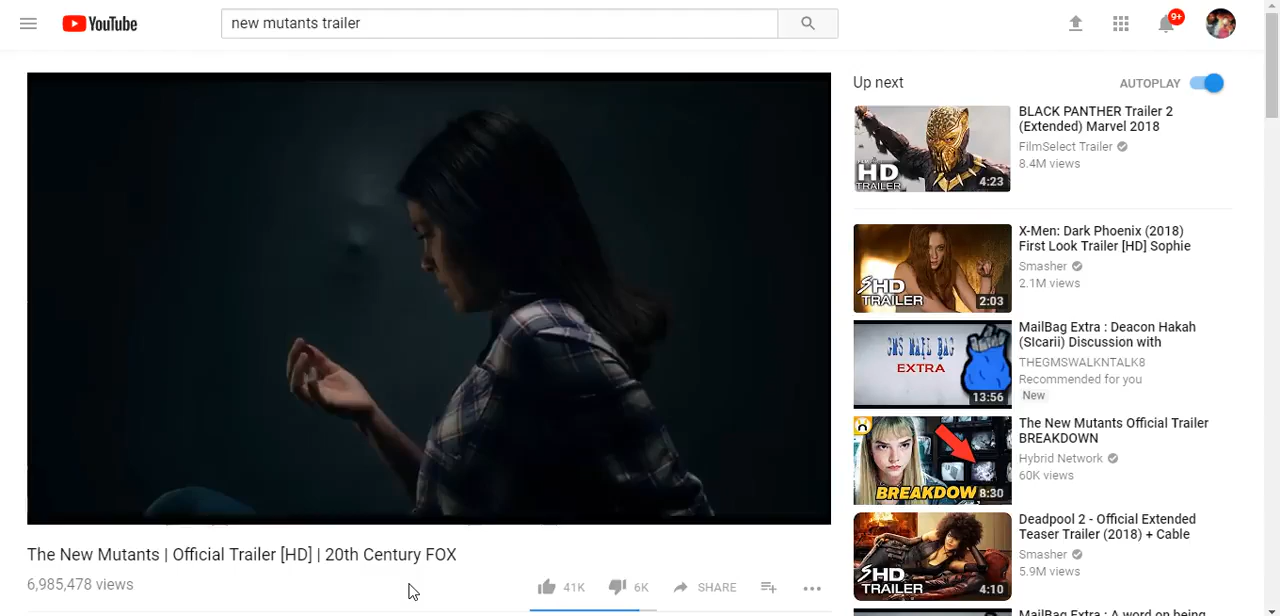 YouTube
new mutants trailer
9+
Up next
AUTOPLAY
HD
TRAILER
4:23
BLACK PANTHER Trailer 2
(Extended) Marvel 2018
FilmSelect Trailer
8.4M views
SHD
TRAILER
2:03
X-Men: Dark Phoenix (2018)
First Look Trailer [HD] Sophie
Smasher
2.1M views
GMS MAIL BAG
EXTRA
13:56
MailBag Extra : Deacon Hakah
(SIcarii) Discussion with
THEGMSWALKNTALK8
Recommended for you
New
BREAKDOW
8:30
The New Mutants Official Trailer
BREAKDOWN
Hybrid Network
60K views
SHD
TRAILER
4:10
Deadpool 2 - Official Extended
Teaser Trailer (2018) + Cable
Smasher
5.9M views
MailBag Extra : A word on being
The New Mutants | Official Trailer [HD] | 20th Century FOX
6,985,478 views
41K
6K
SHARE